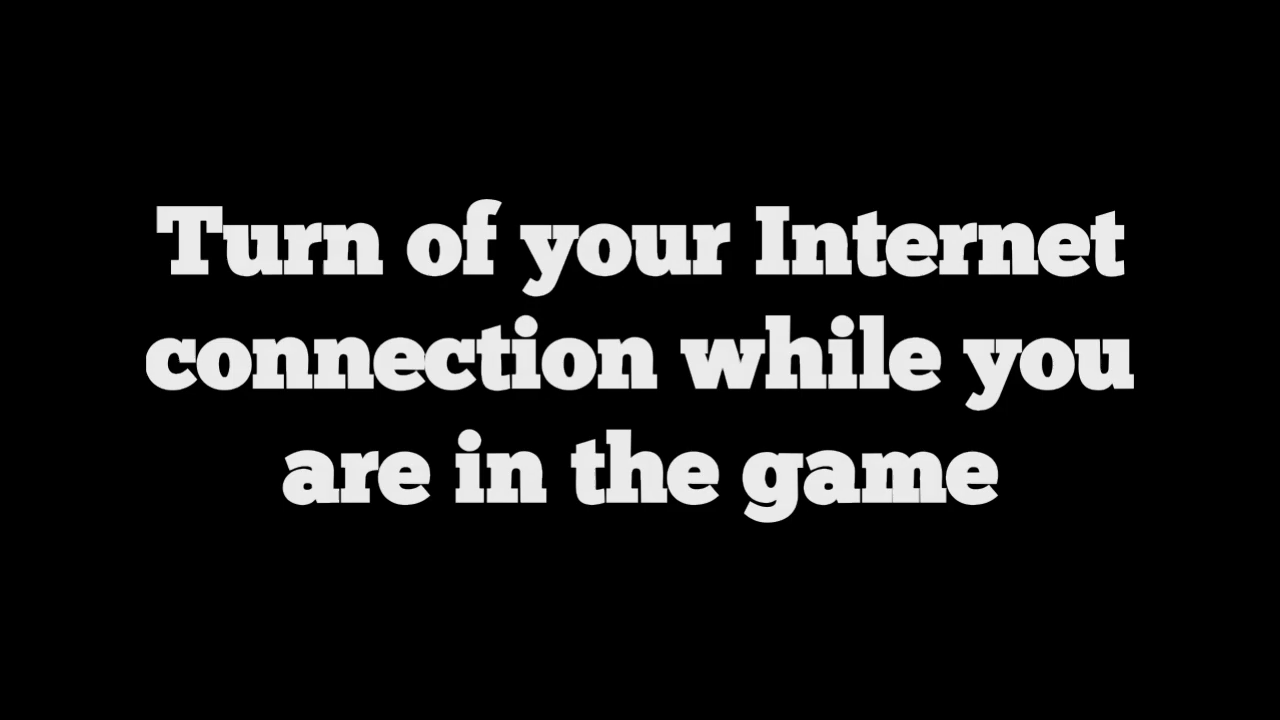 Turn of your Internet
connection while you
are in the game